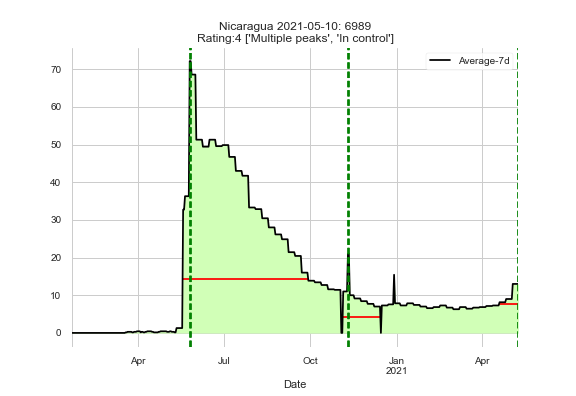 Nicaragua 2021-05-10: 6989
Rating:4 ['Multiple peaks', 'In control']
Average-7d
70
60
50
40
30
20
10
0
Apr
Jul
Oct
Jan
2021
Apr
Date